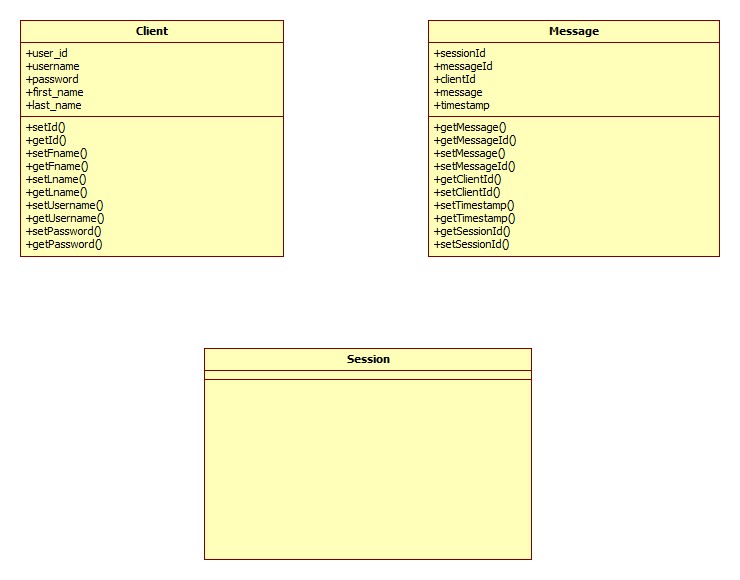 Client
+user_id
+username
+password
+first_name
+last_name
+setId()
+getId()
+setFname()
+getFname()
+setLname()
+getLname()
+setUsername()
+getUsername()
+setPassword()
+getPassword()
Message
+sessionId
+messageId
+clientId
+message
+timestamp
+getMessage()
+getMessageId()
+setMessage()
+setMessageId()
+getClientId()
+setClientId()
+setTimestamp()
+getTimestamp()
+getSessionId()
+setSessionId()
Session